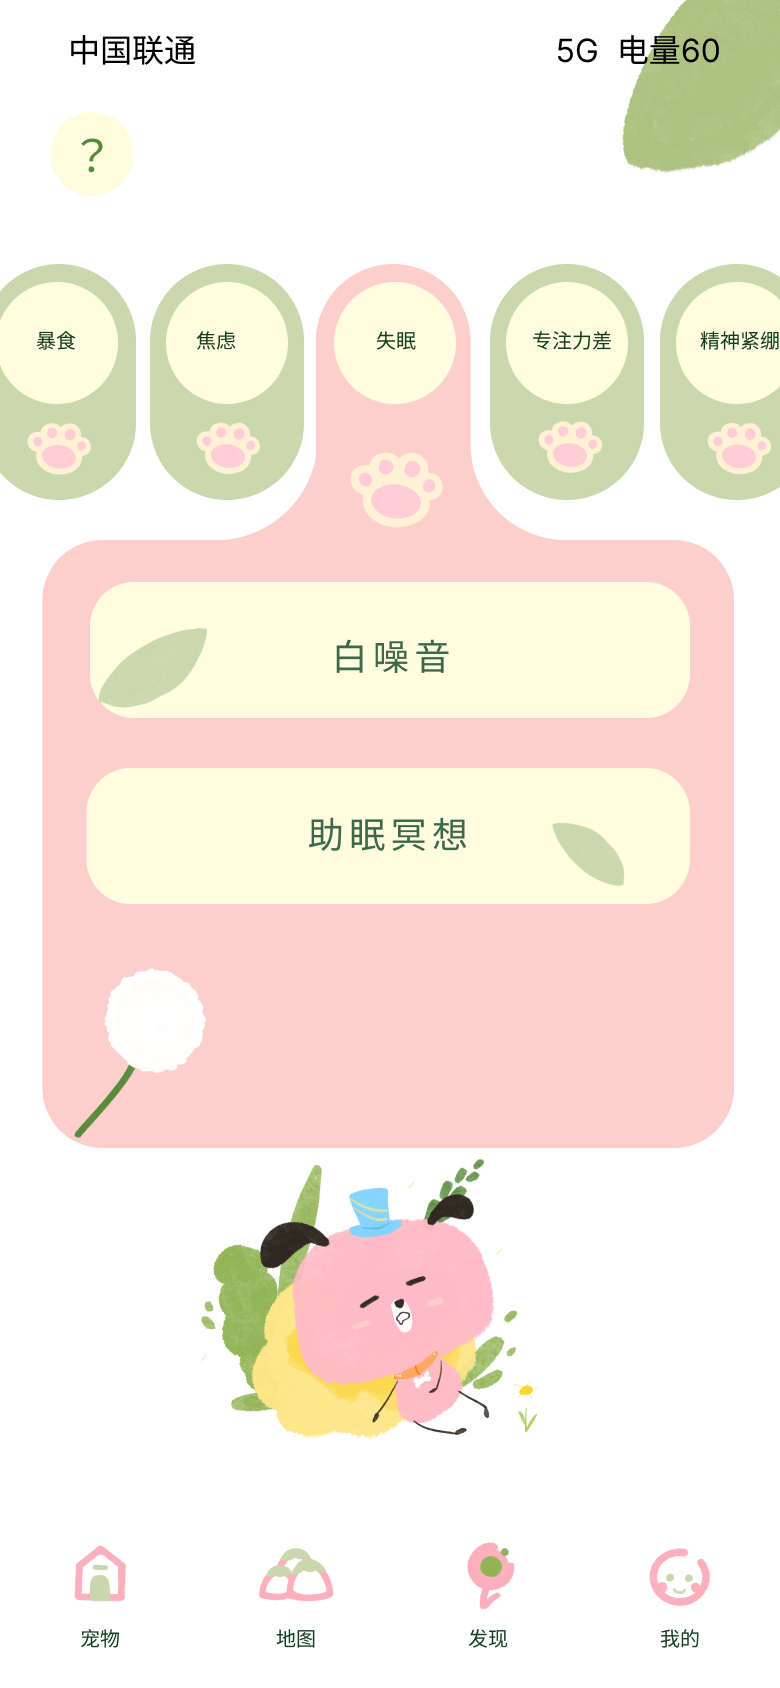 中国联通 5G 电量60
?
暴食 焦虑 失眠 专注力差 精神紧绷
白噪音
助眠冥想
宠物 地图 发现 我的